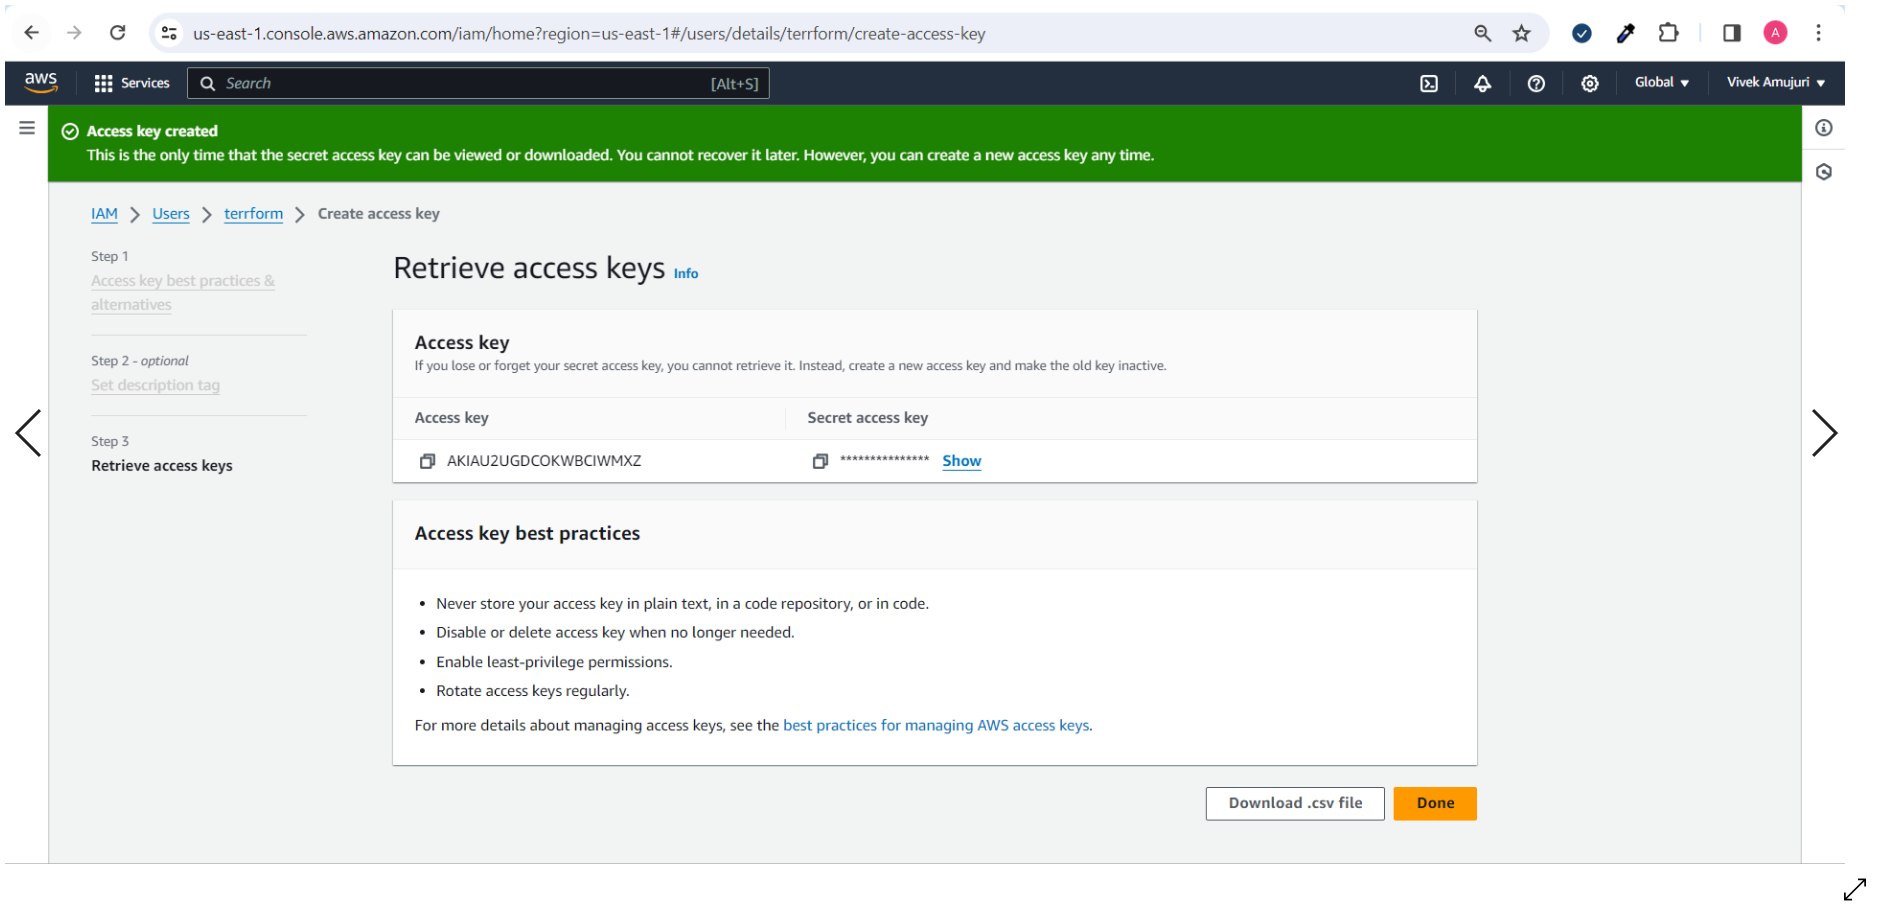 us-east-1.console.aws.amazon.com/iam/home?region=us-east-1#/users/details/terrform/create-access-key
A
aws
Services
Search
[Alt+S]
Global
Vivek Amujuri
Access key created
This is the only time that the secret access key can be viewed or downloaded. You cannot recover it later. However, you can create a new access key any time.
IAM
Users
terrform
Create access key
Step 1
Access key best practices &
alternatives
Step 2 - optional
Set description tag
Step 3
Retrieve access keys
Retrieve access keys Info
Access key
If you lose or forget your secret access key, you cannot retrieve it. Instead, create a new access key and make the old key inactive.
Access key
Secret access key
AKIAU2UGDCOKWBCIWMXZ
*************** Show
Access key best practices
• Never store your access key in plain text, in a code repository, or in code.
• Disable or delete access key when no longer needed.
• Enable least-privilege permissions.
• Rotate access keys regularly.
For more details about managing access keys, see the best practices for managing AWS access keys.
Download .csv file
Done